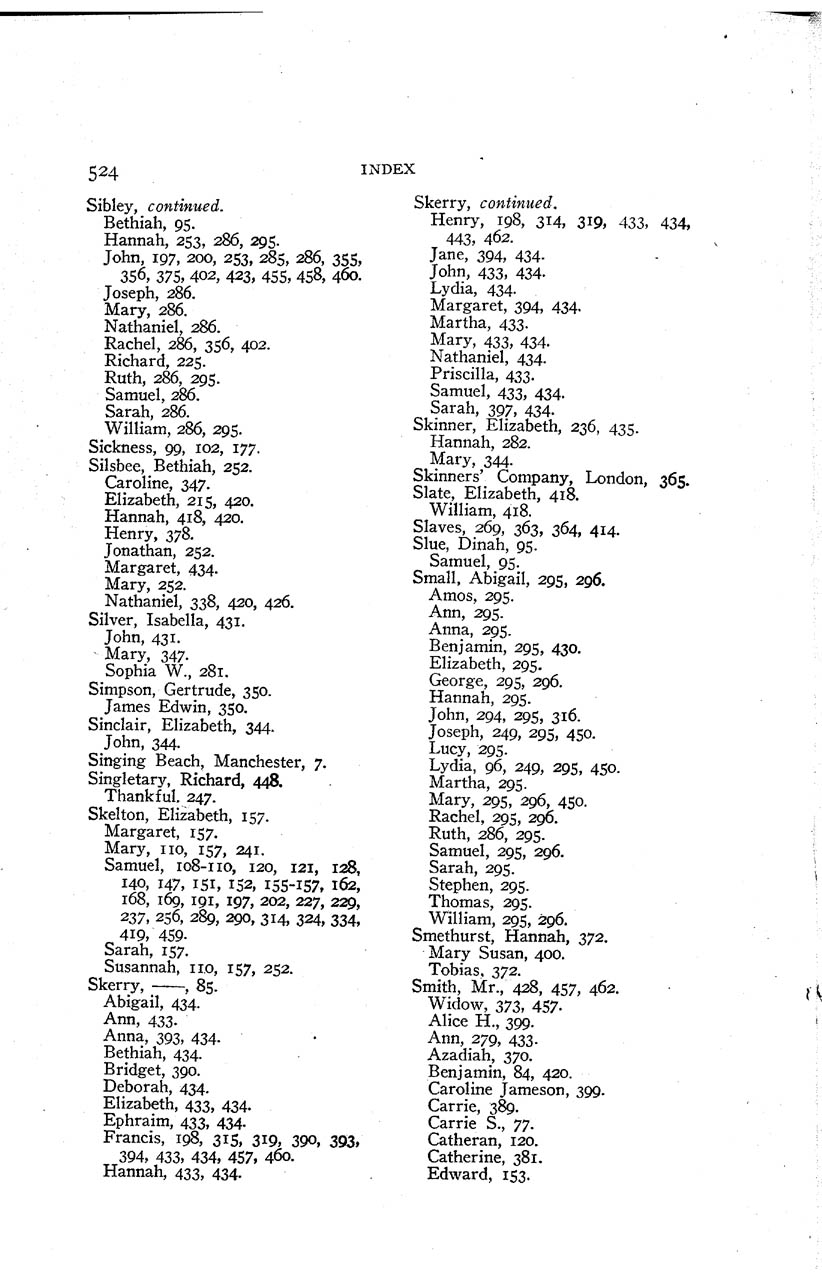 524
INDEX
Sibley, continued.
Bethiah, 95.
Hannah, 253, 286, 295.
John, 197, 200, 253, 285, 286, 355,
356, 375, 402, 423, 455, 458, 460.
Joseph, 286.
Mary, 286.
Nathaniel, 286.
Rachel, 286, 356, 402.
Richard, 225.
Ruth, 286, 295.
Samuel, 286.
Sarah, 286.
William, 286, 295.
Sickness, 99, 102, 177.
Silsbee, Bethiah, 252.
Caroline, 347.
Elizabeth, 215, 420.
Hannah, 418, 420.
Henry, 378.
Jonathan, 252.
Margaret, 434.
Mary, 252.
Nathaniel, 338, 420, 426.
Silver, Isabella, 431.
John, 431.
Mary, 347.
Sophia W., 281.
Simpson, Gertrude, 350.
James Edwin, 350.
Sinclair, Elizabeth, 344.
John, 344.
Singing Beach, Manchester, 7.
Singletary, Richard, 448.
Thankful, 247.
Skelton, Elizabeth, 157.
Margaret, 157.
Mary, 110, 157, 241.
Samuel, 108-110, 120, 121, 128,
140, 147, 151, 152, 155-157, 162,
168, 169, 191, 197, 202, 227, 229,
237, 256, 289, 290, 314, 324, 334,
419, 459.
Sarah, 157.
Susannah, 110, 157, 252.
Skerry, ——, 85.
Abigail, 434.
Ann, 433.
Anna, 393, 434.
Bethiah, 434.
Bridget, 390.
Deborah, 434.
Elizabeth, 433, 434.
Ephraim, 433, 434.
Francis, 198, 315, 319, 390, 393,
394, 433, 434, 457, 460.
Hannah, 433, 434.
Skerry, continued.
Henry, 198, 314, 319, 433, 434,
443, 462.
Jane, 394, 434.
John, 433, 434.
Lydia, 434.
Margaret, 394, 434.
Martha, 433.
Mary, 433, 434.
Nathaniel, 434.
Priscilla, 433.
Samuel, 433, 434.
Sarah, 397, 434.
Skinner, Elizabeth, 236, 435.
Hannah, 282.
Mary, 344.
Skinners' Company, London, 365.
Slate, Elizabeth, 418.
William, 418.
Slaves, 269, 363, 364, 414.
Slue, Dinah, 95.
Samuel, 95.
Small, Abigail, 295, 296.
Amos, 295.
Ann, 295.
Anna, 295.
Benjamin, 295, 430.
Elizabeth, 295.
George, 295, 296.
Hannah, 295.
John, 294, 295, 316.
Joseph, 249, 295, 450.
Lucy, 295.
Lydia, 96, 249, 295, 450.
Martha, 295.
Mary, 295, 296, 450.
Rachel, 295, 296.
Ruth, 286, 295.
Samuel, 295, 296.
Sarah, 295.
Stephen, 295.
Thomas, 295.
William, 295, 296.
Smethurst, Hannah, 372.
Mary Susan, 400.
Tobias, 372.
Smith, Mr., 428, 457, 462.
Widow, 373, 457.
Alice H., 399.
Ann, 279, 433.
Azadiah, 370.
Benjamin, 84, 420.
Caroline Jameson, 399.
Carrie, 389.
Carrie S., 77.
Catheran, 120.
Catherine, 381.
Edward, 153.